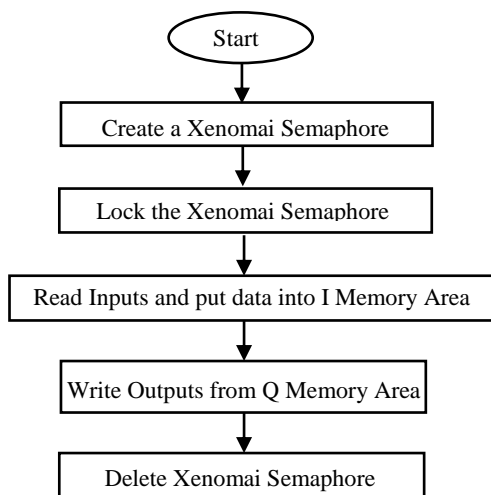 Start
Create a Xenomai Semaphore
Lock the Xenomai Semaphore
Read Inputs and put data into I Memory Area
Write Outputs from Q Memory Area
Delete Xenomai Semaphore